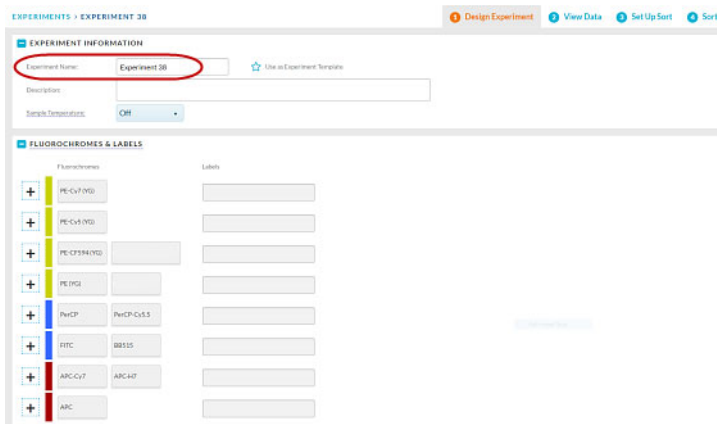 EXPERIMENTS > EXPERIMENT 38
1 Design Experiment 2 View Data 3 Set Up Sort 4 Sort
EXPERIMENT INFORMATION
Experiment Name: Experiment 38 Use as Experiment Template
Description:
Sample Temperature: Off
FLUOROCHROMES & LABELS
Fluorochromes Labels
PE-Cy7 (YG)
PE-Cy5 (YG)
PE-CF594 (YG)
PE (YG)
PerCP PerCP-Cy5.5
FITC BB515
APC-Cy7 APC-H7
APC